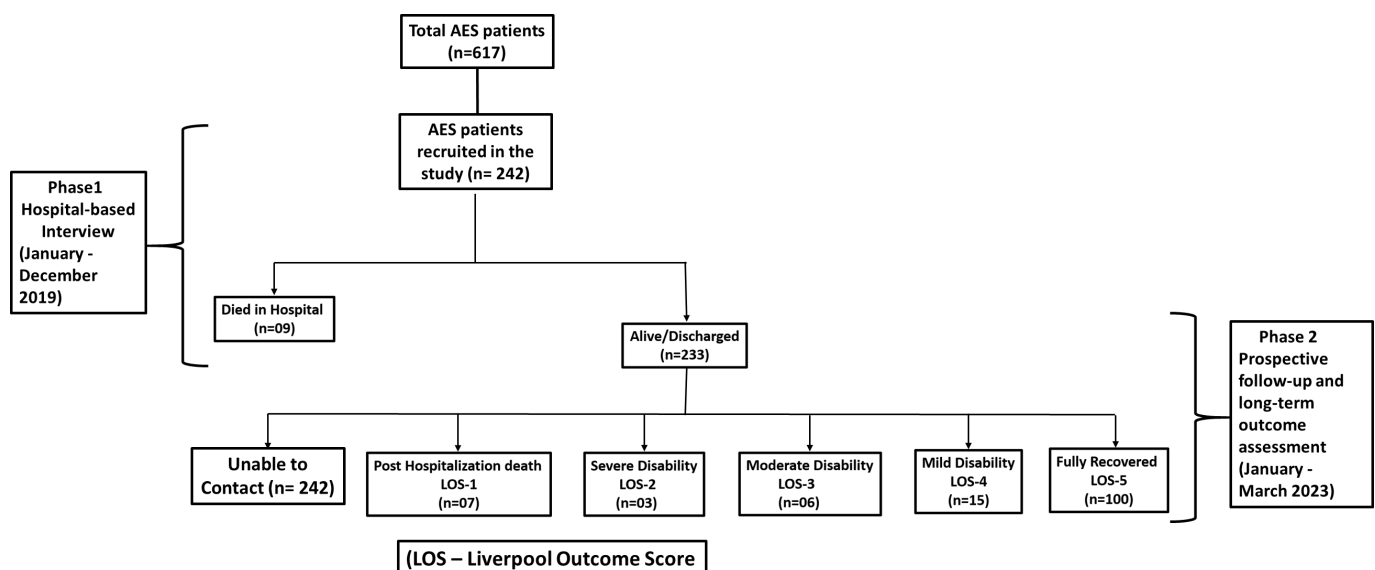 Total AES patients
(n=617)
AES patients
recruited in the
study (n= 242)
Phase1
Hospital-based
Interview
(January -
December
2019)
Died in Hospital
(n=09)
Alive/Discharged
(n=233)
Phase 2
Prospective
follow-up and
long-term
outcome
assessment
(January -
March 2023)
Unable to
Contact (n= 242)
Post Hospitalization death
LOS-1
(n=07)
Severe Disability
LOS-2
(n=03)
Moderate Disability
LOS-3
(n=06)
Mild Disability
LOS-4
(n=15)
Fully Recovered
LOS-5
(n=100)
(LOS – Liverpool Outcome Score